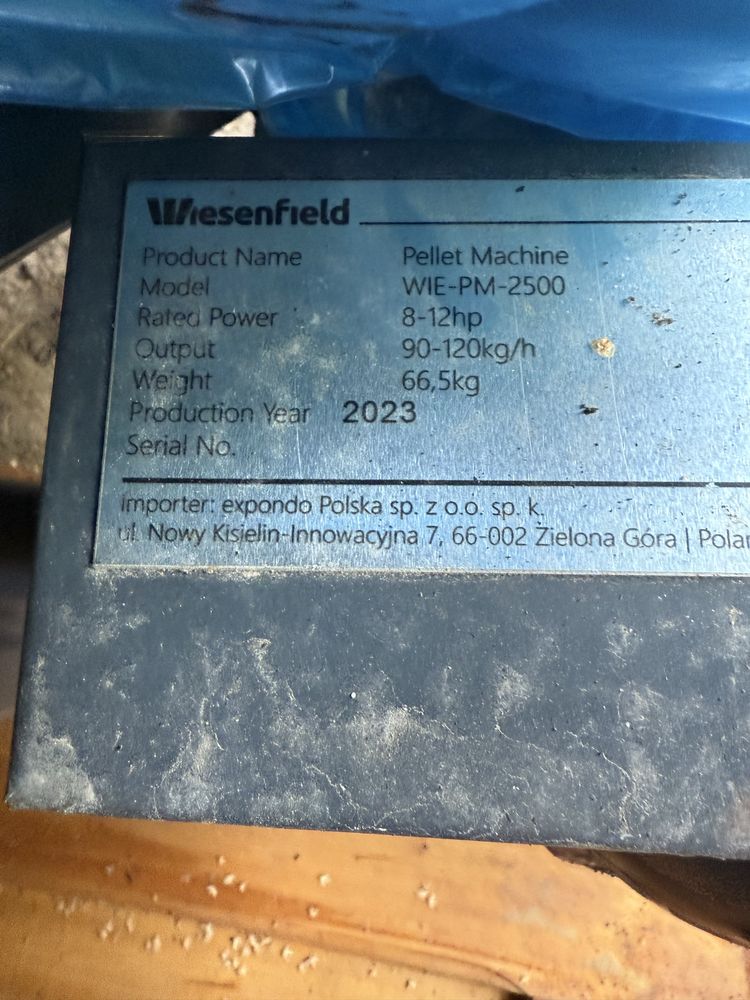 Wiesenfield
Product Name Pellet Machine
Model WIE-PM-2500
Rated Power 8-12hp
Output 90-120kg/h
Weight 66,5kg
Production Year 2023
Serial No.
Importer: expondo Polska sp. z o.o. sp. k.
ul. Nowy Kisielin-Innowacyjna 7, 66-002 Zielona Góra | Polan